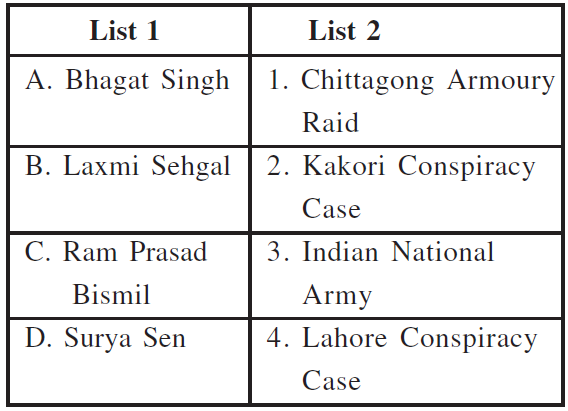 List 1 List 2
A. Bhagat Singh 1. Chittagong Armoury
Raid
B. Laxmi Sehgal 2. Kakori Conspiracy
Case
C. Ram Prasad 3. Indian National
Bismil Army
D. Surya Sen 4. Lahore Conspiracy
Case